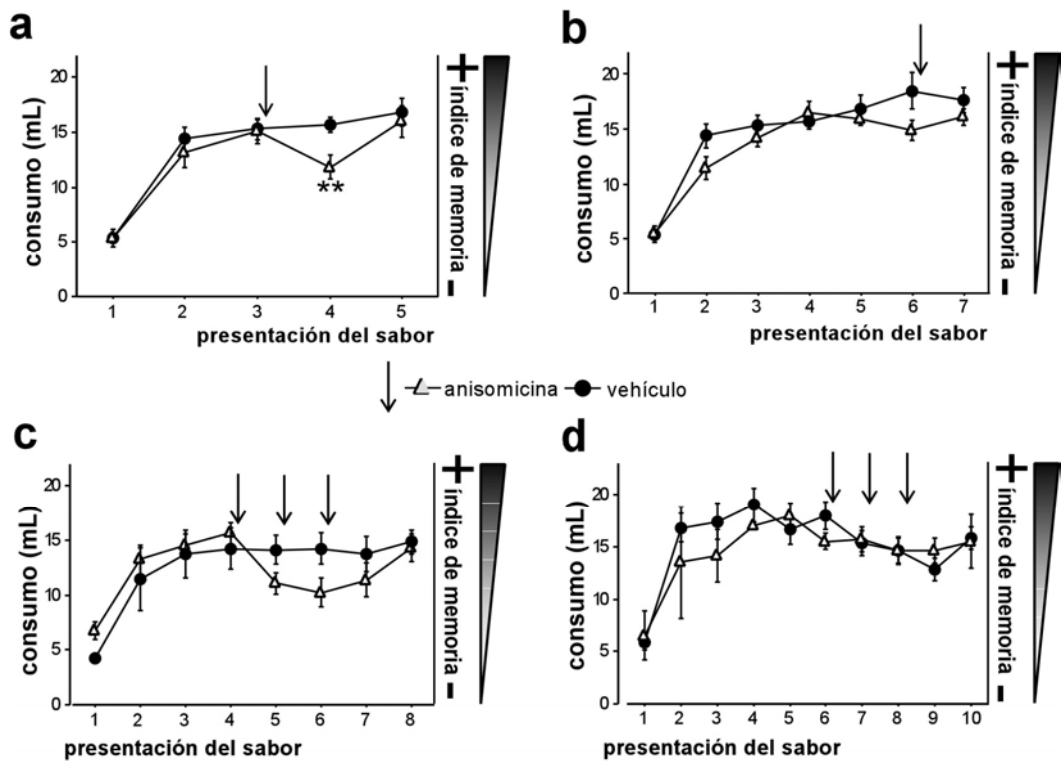 a
consumo (mL)
20
15
10
5
0
**
1 2 3 4 5
presentación del sabor
+ índice de memoria -
b
consumo (mL)
20
15
10
5
0
1 2 3 4 5 6 7
presentación del sabor
+ índice de memoria -
anisomicina vehículo
c
consumo (mL)
20
15
10
5
0
1 2 3 4 5 6 7 8
presentación del sabor
+ índice de memoria -
d
consumo (mL)
20
15
10
5
0
1 2 3 4 5 6 7 8 9 10
presentación del sabor
+ índice de memoria -